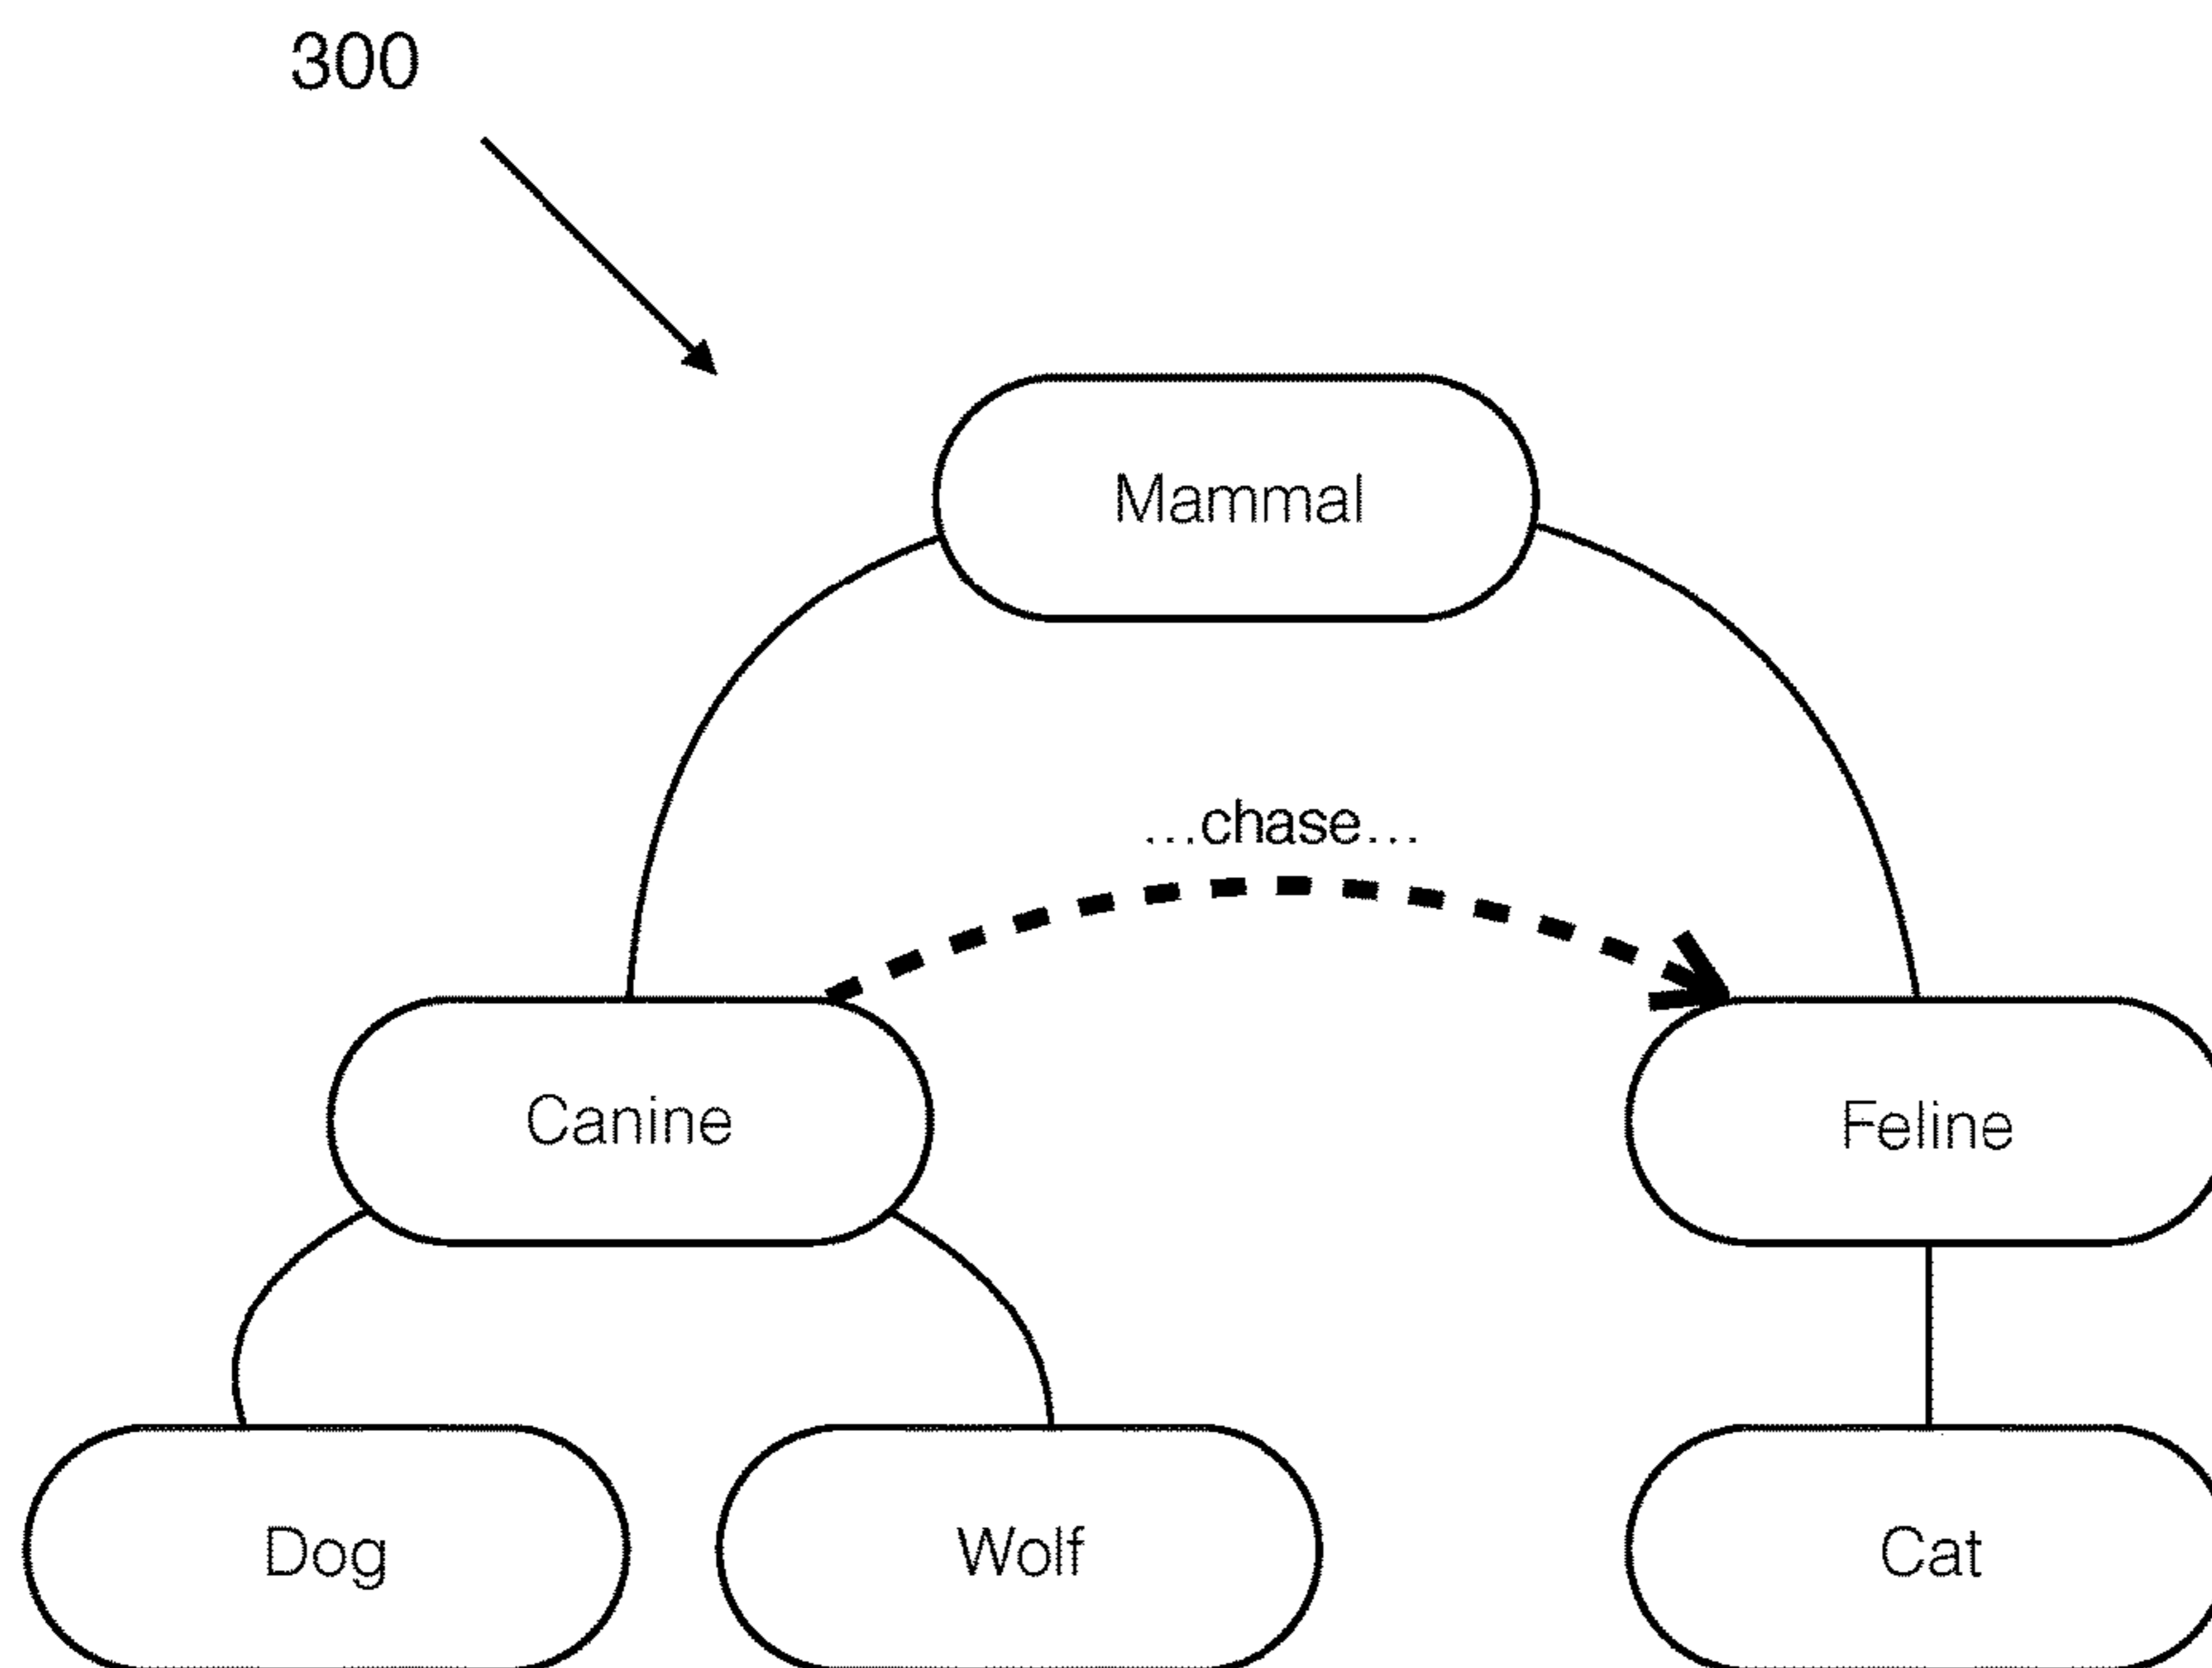 300
Mammal
...chase...
Canine
Feline
Dog
Wolf
Cat